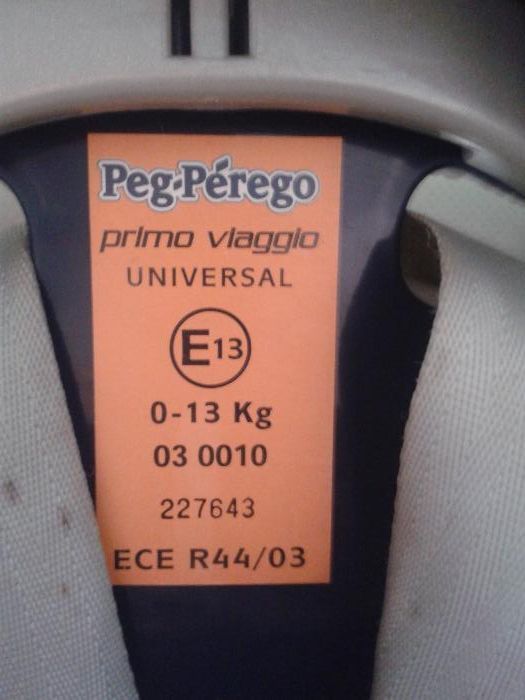 Peg-Pérego
primo viaggio
UNIVERSAL
E13
0-13 Kg
03 0010
227643
ECE R44/03